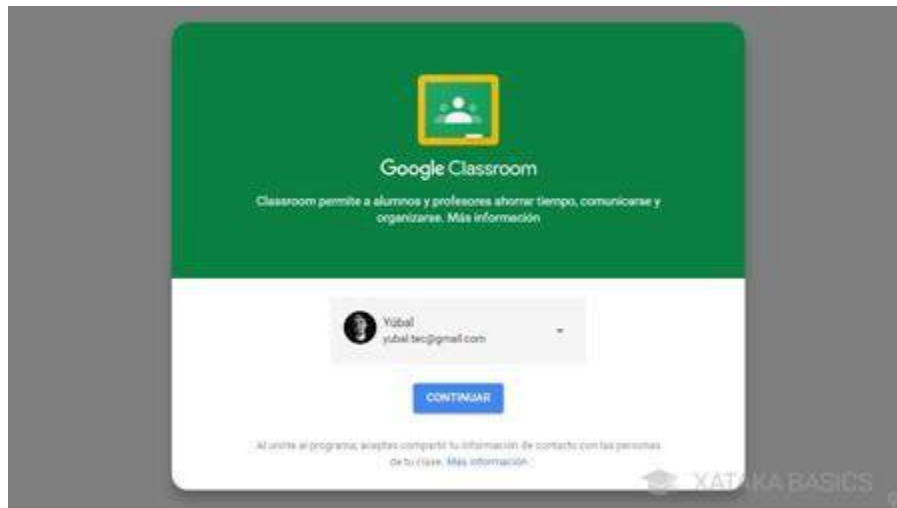 Google Classroom
Classroom permite a alumnos y profesores ahorrar tiempo, comunicarse y
organizarse. Más información
Yúbal
yubal.tec@gmail.com
CONTINUAR
Al unirte al programa, aceptas compartir tu información de contacto con las personas
de tu clase. Más información
XATAKA BASICS